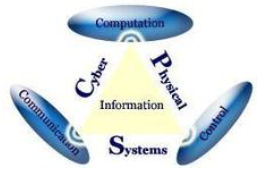 Computation
Cyber
Physical
Information
Communication
Control
Systems